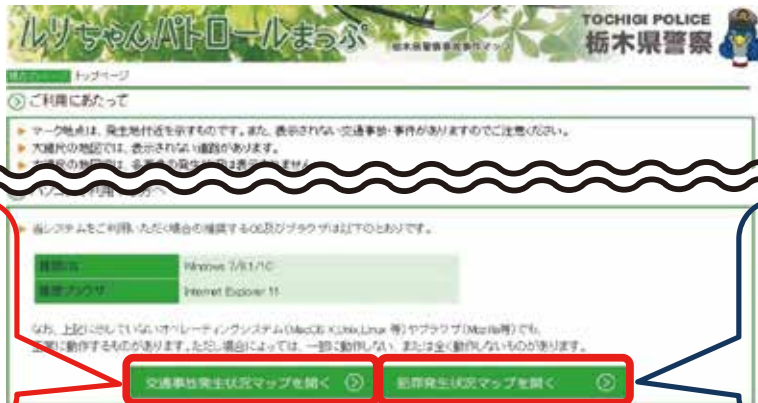 ルリちゃんパトロールまっぷ
栃木県警察事故事件マップ
TOCHIGI POLICE
栃木県警察
トップページ
ご利用にあたって
マーク地点は、発生地付近を示すものです。また、表示されない交通事故・事件がありますのでご注意ください。
大縮尺の地図では、表示されない道路があります。
当システムをご利用いただく場合の推奨するOS及びブラウザは以下のとおりです。
推奨OS
Windows 7/8.1/10
推奨ブラウザ
Internet Explorer 11
なお、上記に示していないオペレーティングシステム(MacOS X,Unix,Linux 等)やブラウザ(Mozilla等)でも、
正常に動作するものがあります。ただし場合によっては、一部に動作しない、または全く動作しないものがあります。
交通事故発生状況マップを開く
犯罪発生状況マップを開く